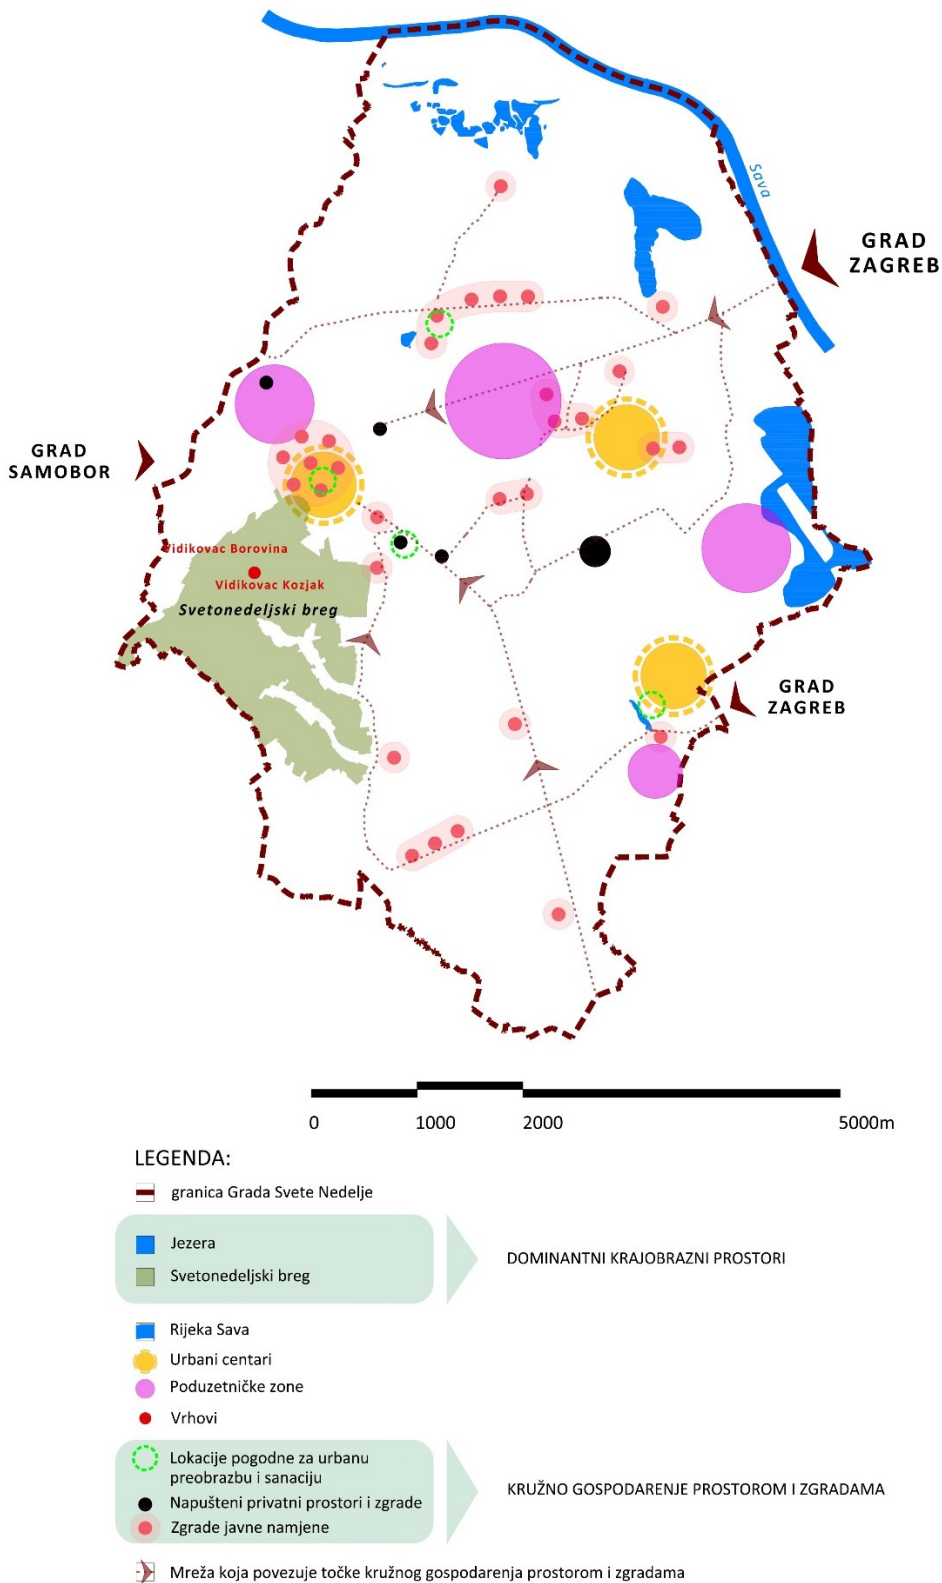 Sava
GRAD
ZAGREB
GRAD
SAMOBOR
Vidikovac Borovina
Vidikovac Kozjak
Svetonedeljski breg
GRAD
ZAGREB
0
1000
2000
5000m
LEGENDA:
granica Grada Svete Nedelje
Jezera
Svetonedeljski breg
DOMINANTNI KRAJOBRAZNI PROSTORI
Rijeka Sava
Urbani centari
Poduzetničke zone
Vrhovi
Lokacije pogodne za urbanu
preobrazbu i sanaciju
Napušteni privatni prostori i zgrade
Zgrade javne namjene
KRUŽNO GOSPODARENJE PROSTOROM I ZGRADAMA
Mreža koja povezuje točke kružnog gospodarenja prostorom i zgradama